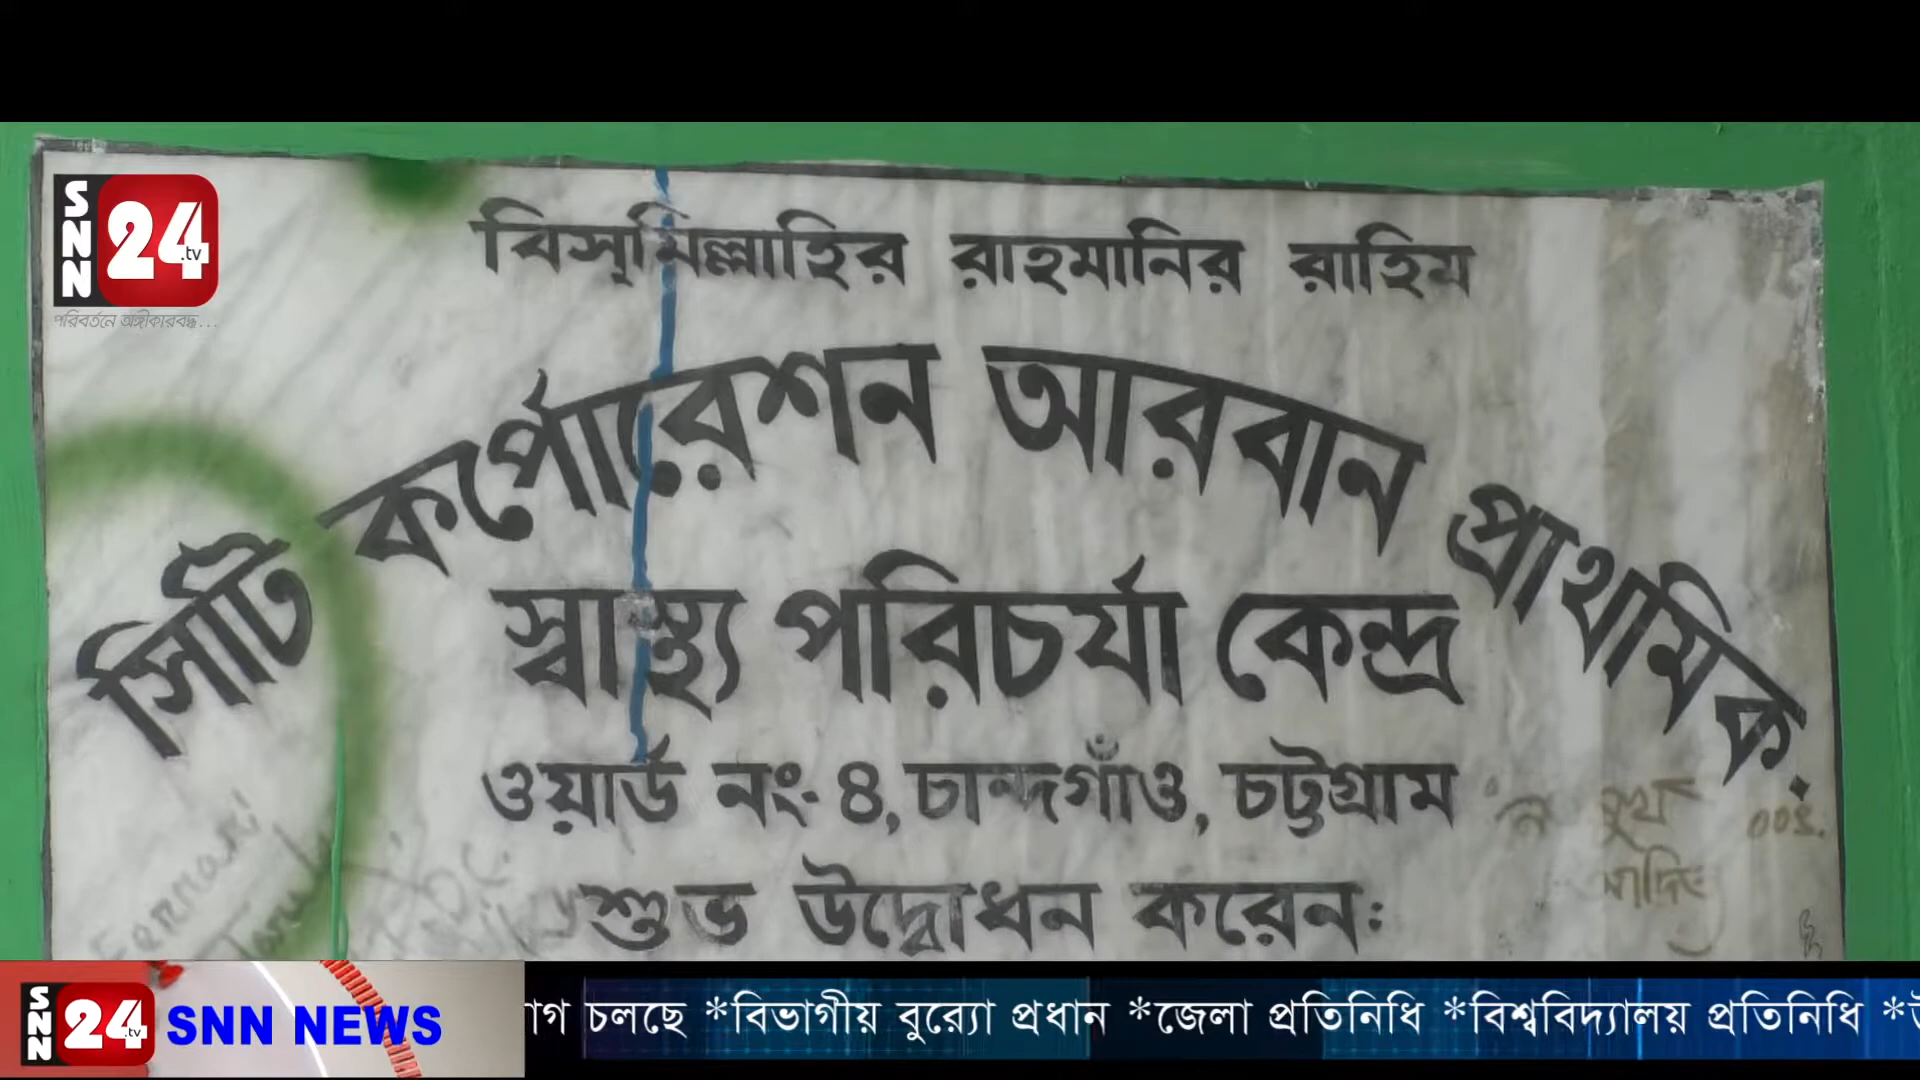 SNN 24 .tv
পরিবর্তনে অঙ্গীকারবদ্ধ...
বিস্‌মিল্লাহির রাহমানির রাহিম
সিটি কর্পোরেশন আরবান প্রাথমিক
স্বাস্থ্য পরিচর্যা কেন্দ্র
ওয়ার্ড নং-৪, চান্দগাঁও, চট্টগ্রাম
শুভ উদ্বোধন করেন:
SNN 24 .tv SNN NEWS
চলছে *বিভাগীয় বুর‍্যো প্রধান *জেলা প্রতিনিধি *বিশ্ববিদ্যালয় প্রতিনিধি *